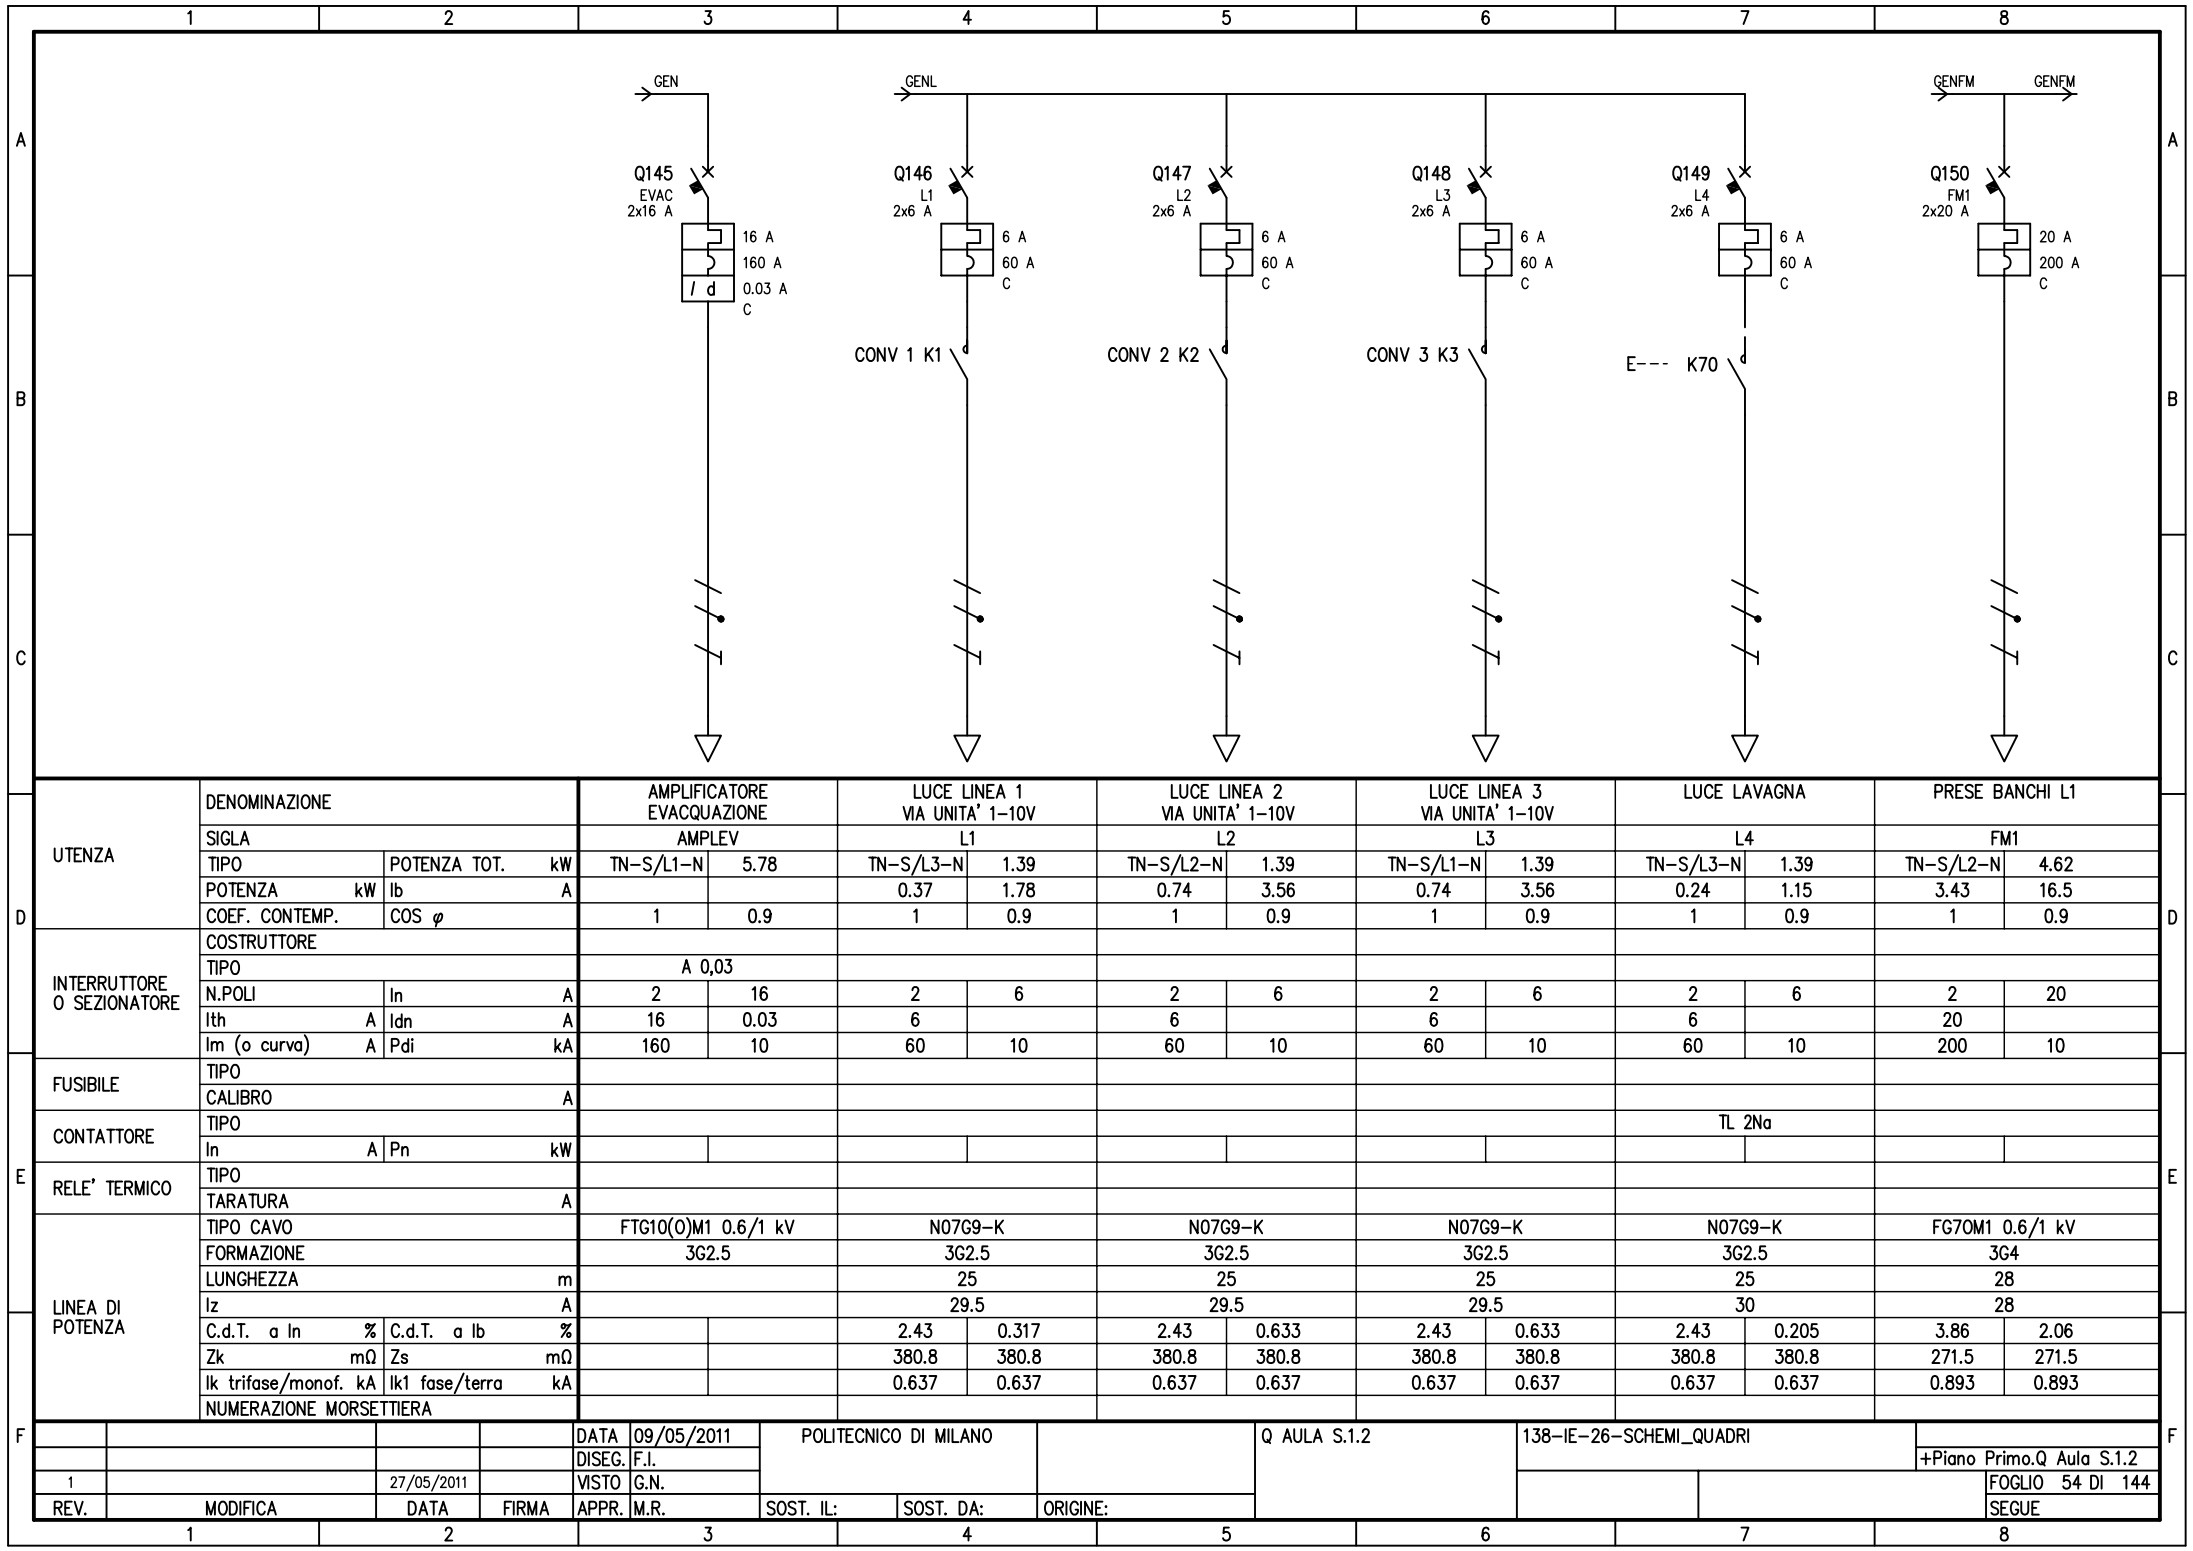 1 2 3 4 5 6 7 8
GEN GENL GENFM GENFM
A A
Q145 Q146 Q147 Q148 Q149 Q150
EVAC L1 L2 L3 L4 FM1
2x16 A 2x6 A 2x6 A 2x6 A 2x6 A 2x20 A
16 A 6 A 6 A 6 A 6 A 20 A
160 A 60 A 60 A 60 A 60 A 200 A
I d 0.03 A C C C C C
C
CONV 1 K1 CONV 2 K2 CONV 3 K3 E--- K70
B B
C C
UTENZA
DENOMINAZIONE AMPLIFICATORE LUCE LINEA 1 LUCE LINEA 2 LUCE LINEA 3 LUCE LAVAGNA PRESE BANCHI L1
EVACQUAZIONE VIA UNITA' 1-10V VIA UNITA' 1-10V VIA UNITA' 1-10V
SIGLA AMPLEV L1 L2 L3 L4 FM1
TIPO POTENZA TOT. kW TN-S/L1-N 5.78 TN-S/L3-N 1.39 TN-S/L2-N 1.39 TN-S/L1-N 1.39 TN-S/L3-N 1.39 TN-S/L2-N 4.62
POTENZA kW Ib A 0.37 1.78 0.74 3.56 0.74 3.56 0.24 1.15 3.43 16.5
D COEF. CONTEMP. COS φ 1 0.9 1 0.9 1 0.9 1 0.9 1 0.9 1 0.9 D
INTERRUTTORE
O SEZIONATORE
COSTRUTTORE
TIPO A 0,03
N.POLI In A 2 16 2 6 2 6 2 6 2 6 2 20
Ith A Idn A 16 0.03 6 6 6 6 20
Im (o curva) A Pdi kA 160 10 60 10 60 10 60 10 60 10 200 10
FUSIBILE
TIPO
CALIBRO A
CONTATTORE
TIPO TL 2Na
In A Pn kW
E RELE' TERMICO E
TIPO
TARATURA A
LINEA DI
POTENZA
TIPO CAVO FTG10(O)M1 0.6/1 kV N07G9-K N07G9-K N07G9-K N07G9-K FG7OM1 0.6/1 kV
FORMAZIONE 3G2.5 3G2.5 3G2.5 3G2.5 3G2.5 3G4
LUNGHEZZA m 25 25 25 25 28
Iz A 29.5 29.5 29.5 30 28
C.d.T. a In % C.d.T. a Ib % 2.43 0.317 2.43 0.633 2.43 0.633 2.43 0.205 3.86 2.06
Zk mΩ Zs mΩ 380.8 380.8 380.8 380.8 380.8 380.8 380.8 380.8 271.5 271.5
Ik trifase/monof. kA Ik1 fase/terra kA 0.637 0.637 0.637 0.637 0.637 0.637 0.637 0.637 0.893 0.893
NUMERAZIONE MORSETTIERA
F DATA 09/05/2011 POLITECNICO DI MILANO Q AULA S.1.2 138-IE-26-SCHEMI_QUADRI F
DISEG. F.I. +Piano Primo.Q Aula S.1.2
1 27/05/2011 VISTO G.N. FOGLIO 54 DI 144
REV. MODIFICA DATA FIRMA APPR. M.R. SOST. IL: SOST. DA: ORIGINE: SEGUE
1 2 3 4 5 6 7 8